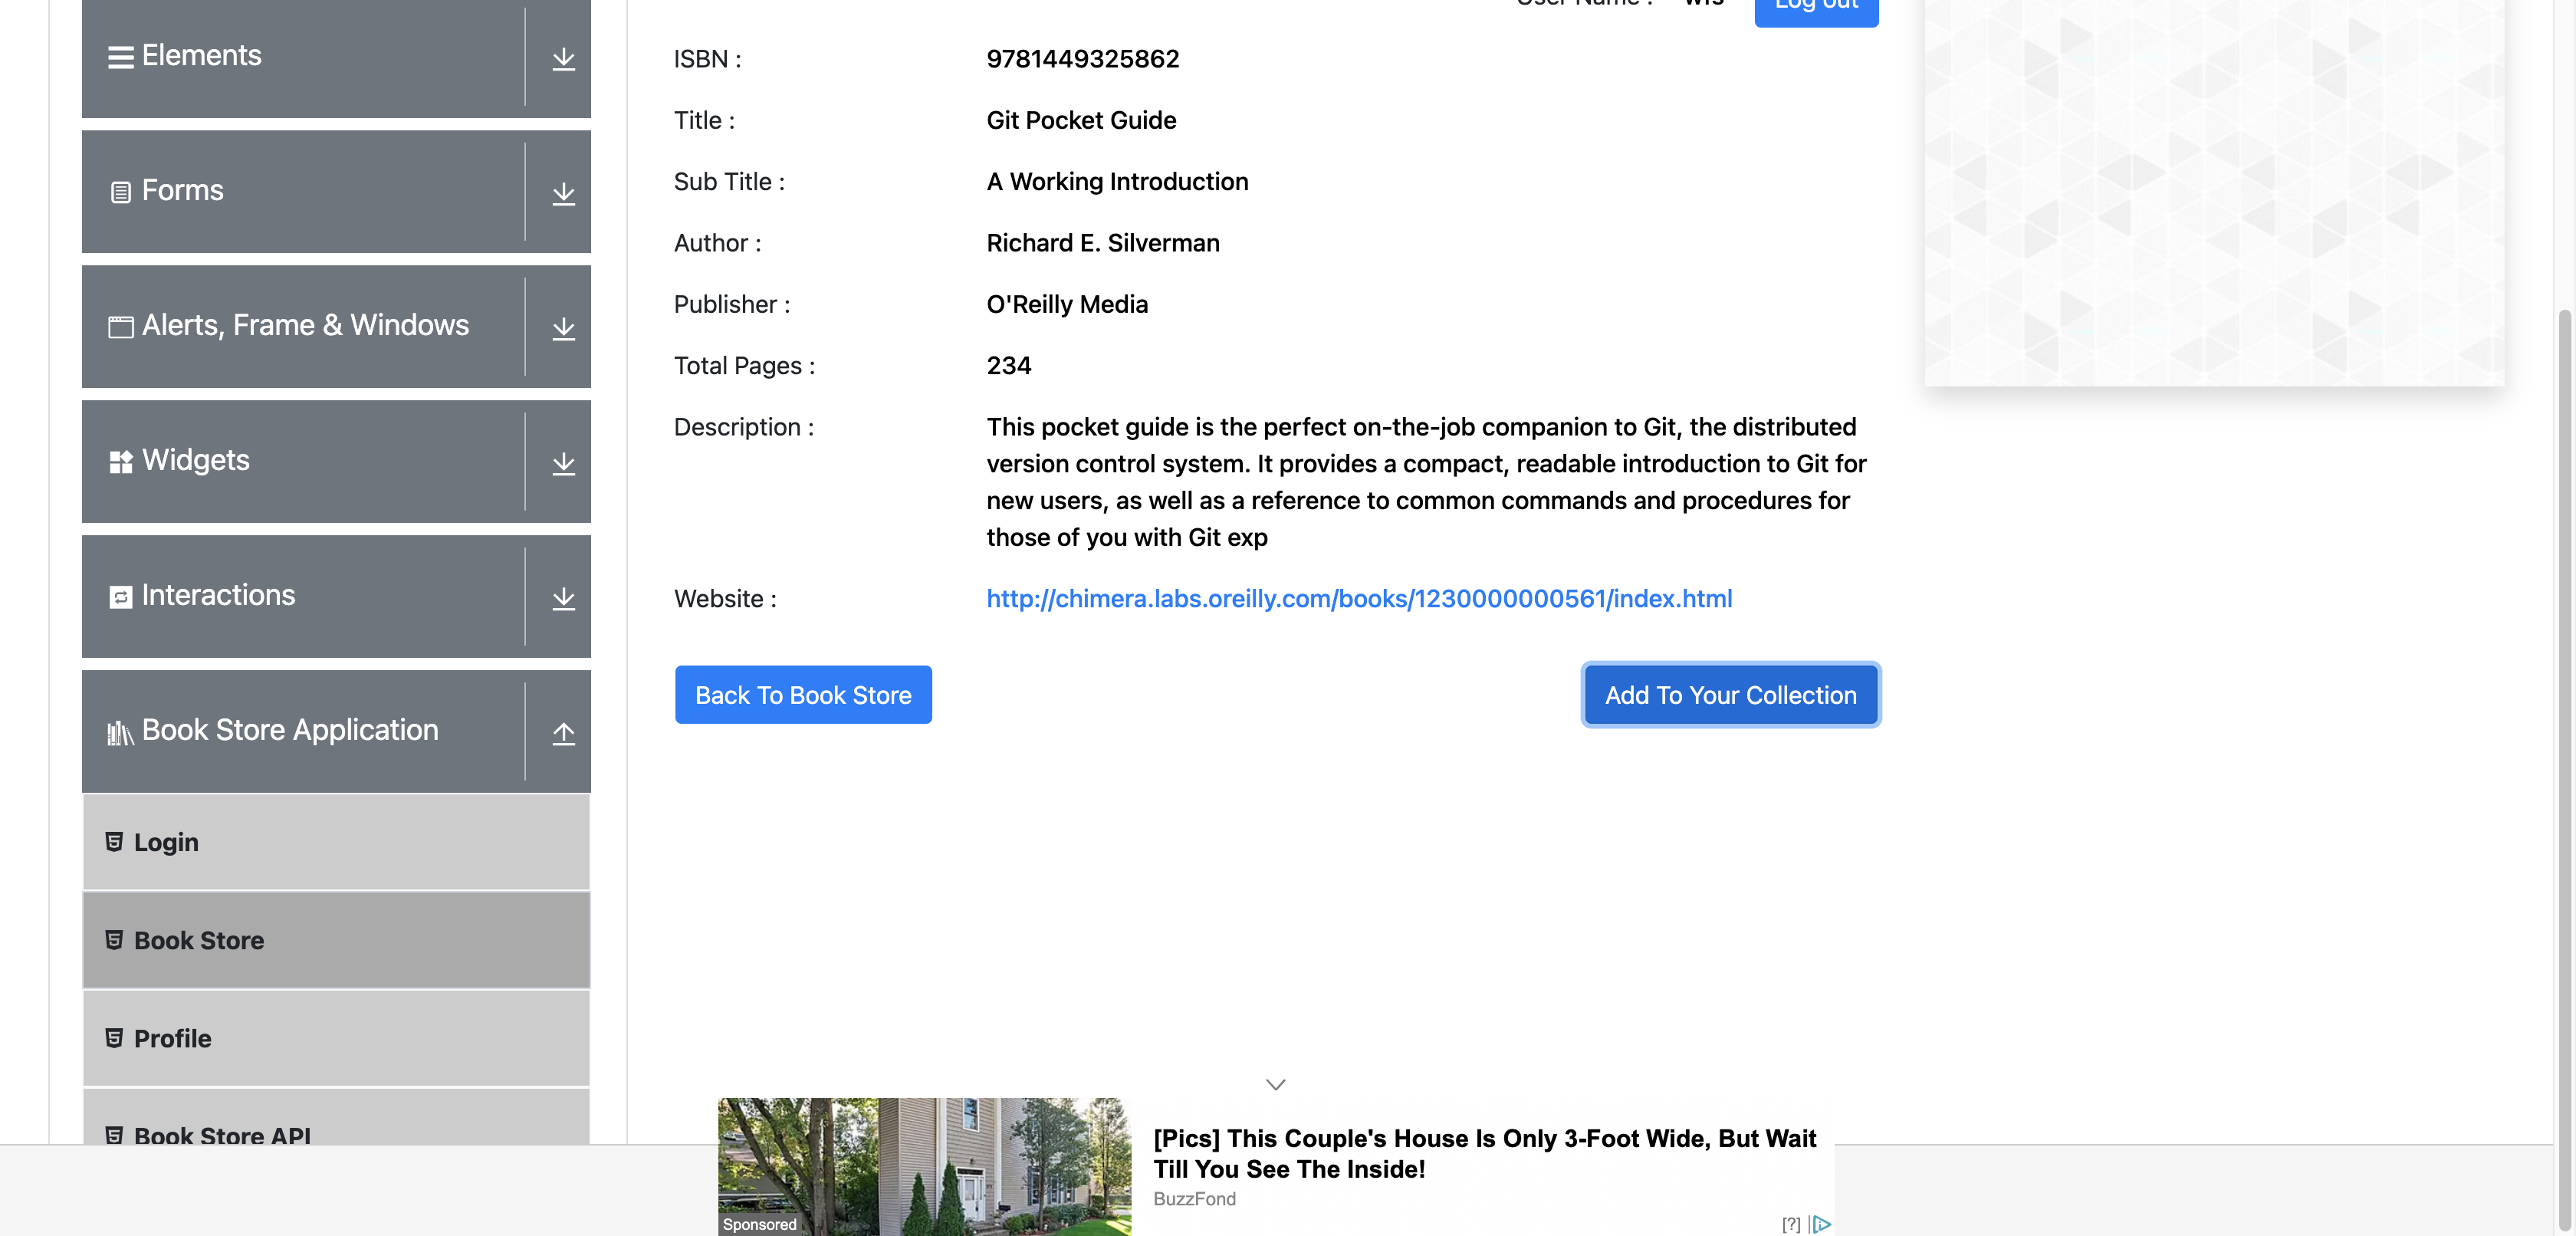 Elements
Forms
Alerts, Frame & Windows
Widgets
Interactions
Book Store Application
Login
Book Store
Profile
Book Store API
User Name : wfs
Log out
ISBN : 9781449325862
Title : Git Pocket Guide
Sub Title : A Working Introduction
Author : Richard E. Silverman
Publisher : O'Reilly Media
Total Pages : 234
Description : This pocket guide is the perfect on-the-job companion to Git, the distributed
version control system. It provides a compact, readable introduction to Git for
new users, as well as a reference to common commands and procedures for
those of you with Git exp
Website : http://chimera.labs.oreilly.com/books/1230000000561/index.html
Back To Book Store
Add To Your Collection
[Pics] This Couple's House Is Only 3-Foot Wide, But Wait
Till You See The Inside!
BuzzFond
Sponsored
[?]